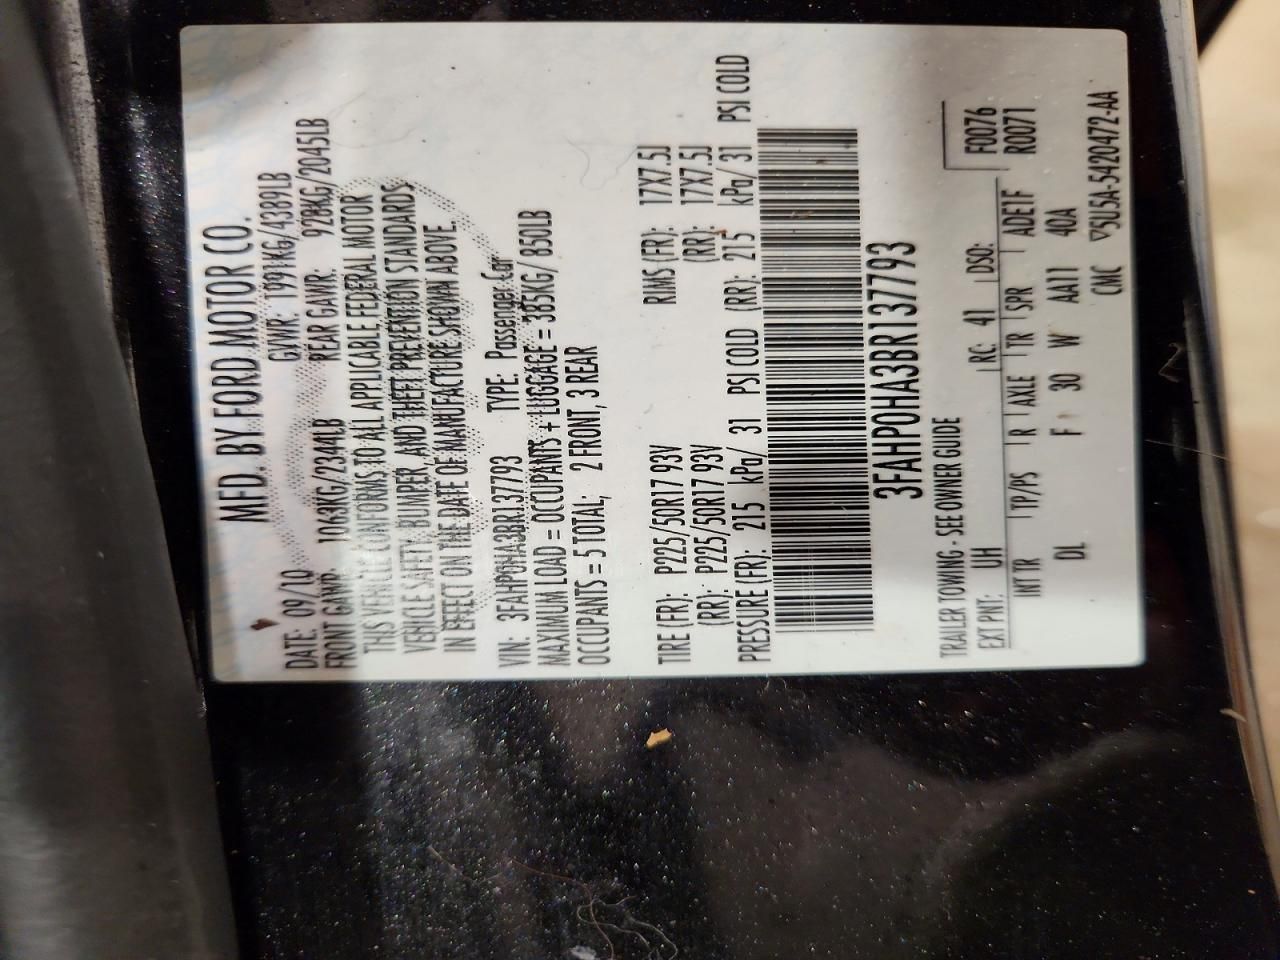 MFD. BY FORD MOTOR CO.
DATE: 09/10 GVWR: 1991KG/4389LB
FRONT GAWR: 1063KG/2344LB REAR GAWR: 928KG/2045LB
THIS VEHICLE CONFORMS TO ALL APPLICABLE FEDERAL MOTOR
VEHICLE SAFETY, BUMPER, AND THEFT PREVENTION STANDARDS
IN EFFECT ON THE DATE OF MANUFACTURE SHOWN ABOVE.
VIN: 3FAHP0HA3BR137793 TYPE: Passenger Car
MAXIMUM LOAD = OCCUPANTS + LUGGAGE = 385KG/ 850LB
OCCUPANTS = 5 TOTAL; 2 FRONT, 3 REAR
TIRE (FR): P225/50R17 93V RIMS (FR): 17X7.5J
(RR): P225/50R17 93V (RR): 17X7.5J
PRESSURE (FR): 215 kPa/ 31 PSI COLD (RR): 215 kPa/ 31 PSI COLD
3FAHP0HA3BR137793
TRAILER TOWING - SEE OWNER GUIDE
EXT PNT: UH RC: 41 DSO: F0076
INT TR TP/PS R AXLE TR SPR ADE1F R0071
DL F 30 W AA11 40A
CMC ▽5U5A-5420472-AA